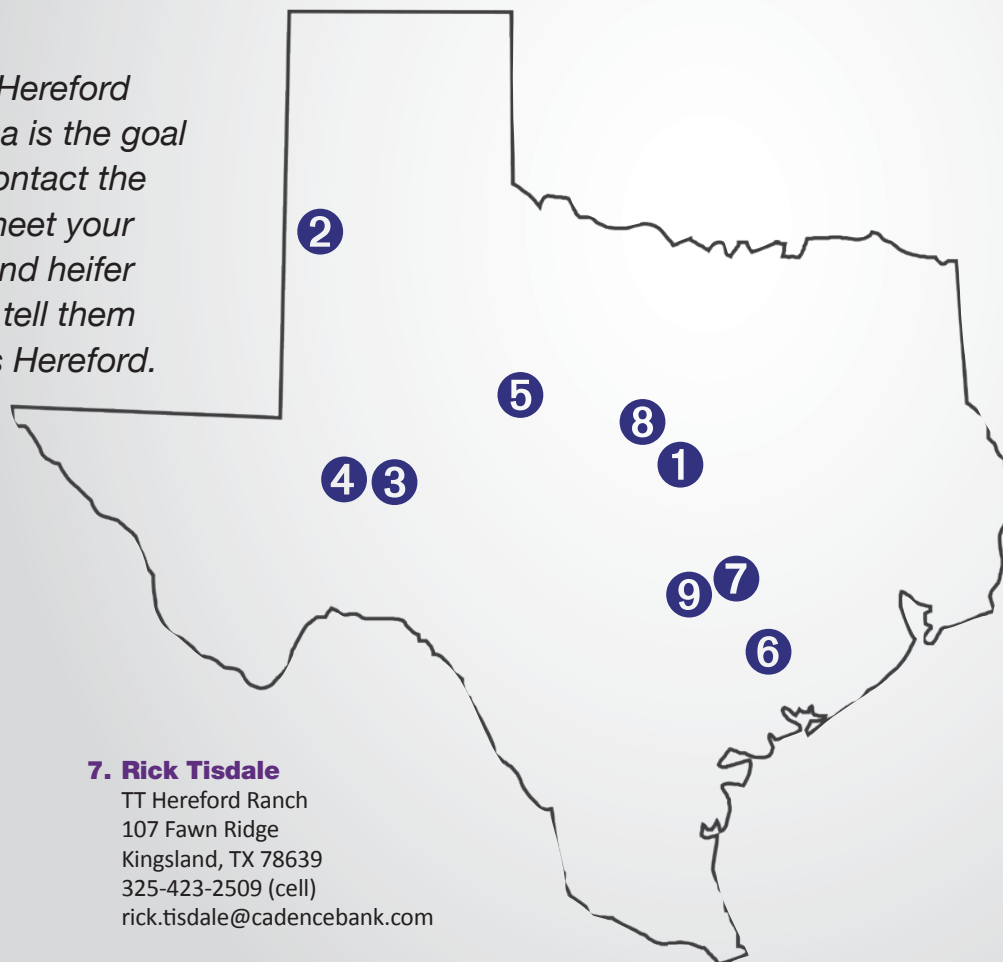 Hereford
a is the goal
ontact the
meet your
nd heifer
tell them
s Hereford.
2
5
8
1
4
3
7
9
6
7. Rick Tisdale
TT Hereford Ranch
107 Fawn Ridge
Kingsland, TX 78639
325-423-2509 (cell)
rick.tisdale@cadencebank.com